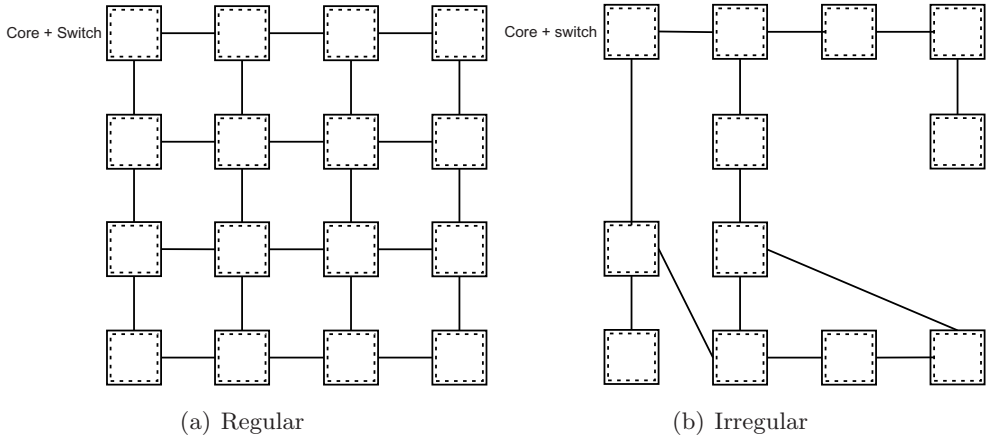 Core + Switch
Core + switch
(a) Regular
(b) Irregular